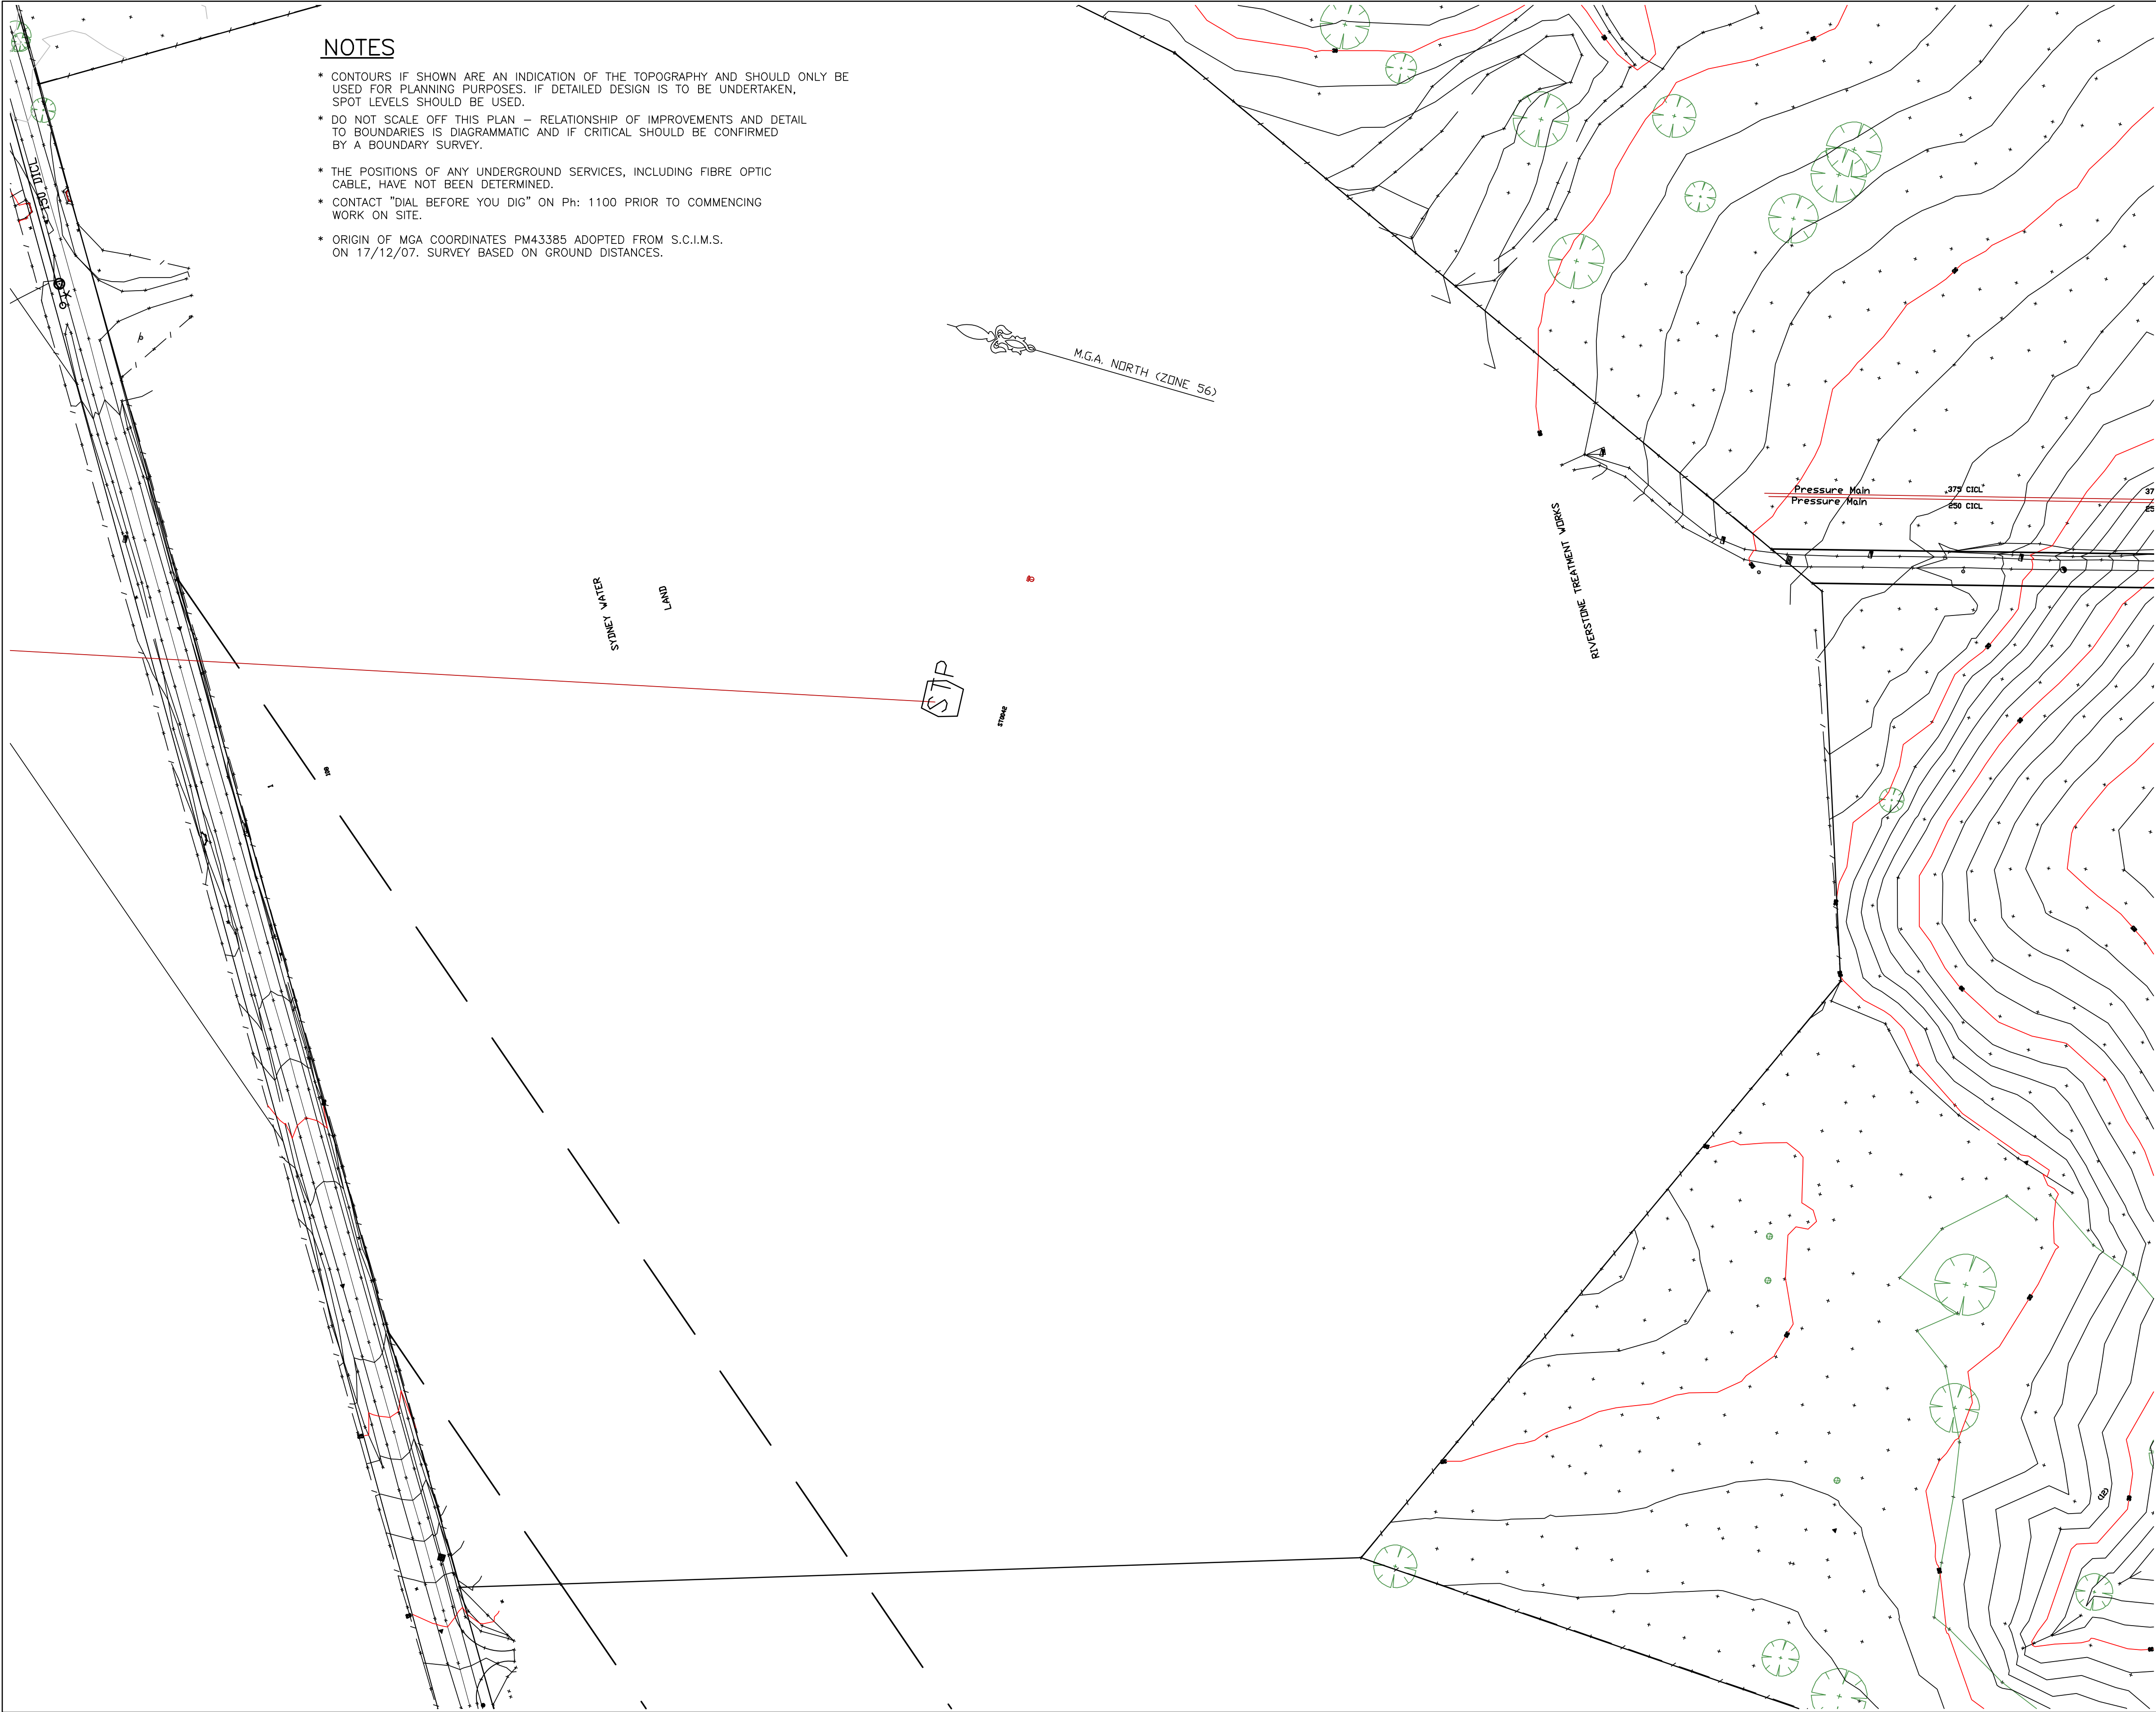 NOTES
* CONTOURS IF SHOWN ARE AN INDICATION OF THE TOPOGRAPHY AND SHOULD ONLY BE
USED FOR PLANNING PURPOSES. IF DETAILED DESIGN IS TO BE UNDERTAKEN,
SPOT LEVELS SHOULD BE USED.
* DO NOT SCALE OFF THIS PLAN – RELATIONSHIP OF IMPROVEMENTS AND DETAIL
TO BOUNDARIES IS DIAGRAMMATIC AND IF CRITICAL SHOULD BE CONFIRMED
BY A BOUNDARY SURVEY.
* THE POSITIONS OF ANY UNDERGROUND SERVICES, INCLUDING FIBRE OPTIC
CABLE, HAVE NOT BEEN DETERMINED.
* CONTACT "DIAL BEFORE YOU DIG" ON Ph: 1100 PRIOR TO COMMENCING
WORK ON SITE.
* ORIGIN OF MGA COORDINATES PM43385 ADOPTED FROM S.C.I.M.S.
ON 17/12/07. SURVEY BASED ON GROUND DISTANCES.
150 DICL
M.G.A. NORTH (ZONE 56)
Pressure Main
375 CICL
37
Pressure Main
250 CICL
25
RIVERSTONE TREATMENT WORKS
SYDNEY WATER
LAND
STP
ST0042
1